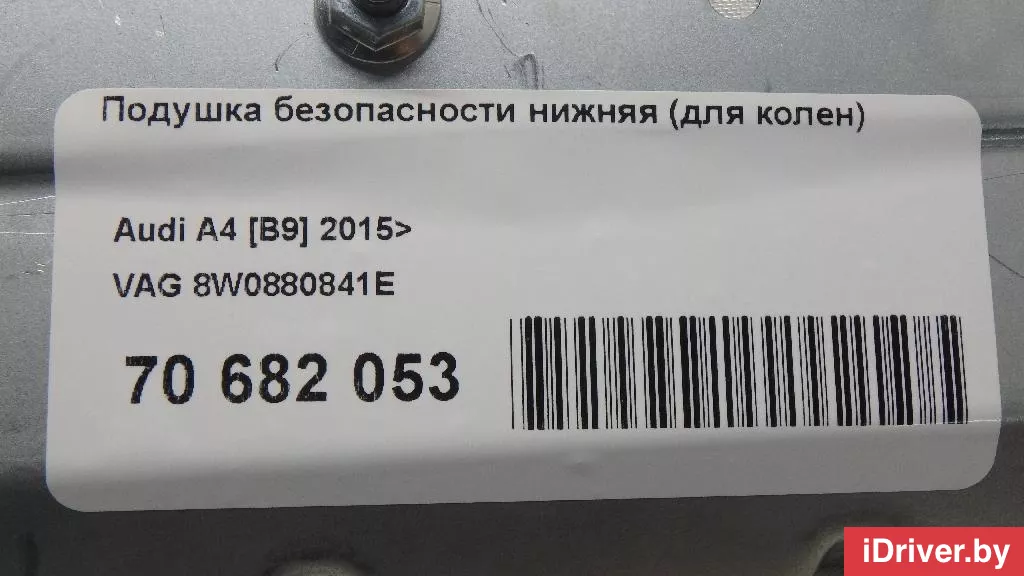 Подушка безопасности нижняя (для колен)
Audi A4 [B9] 2015>
VAG 8W0880841E
70 682 053
iDriver.by